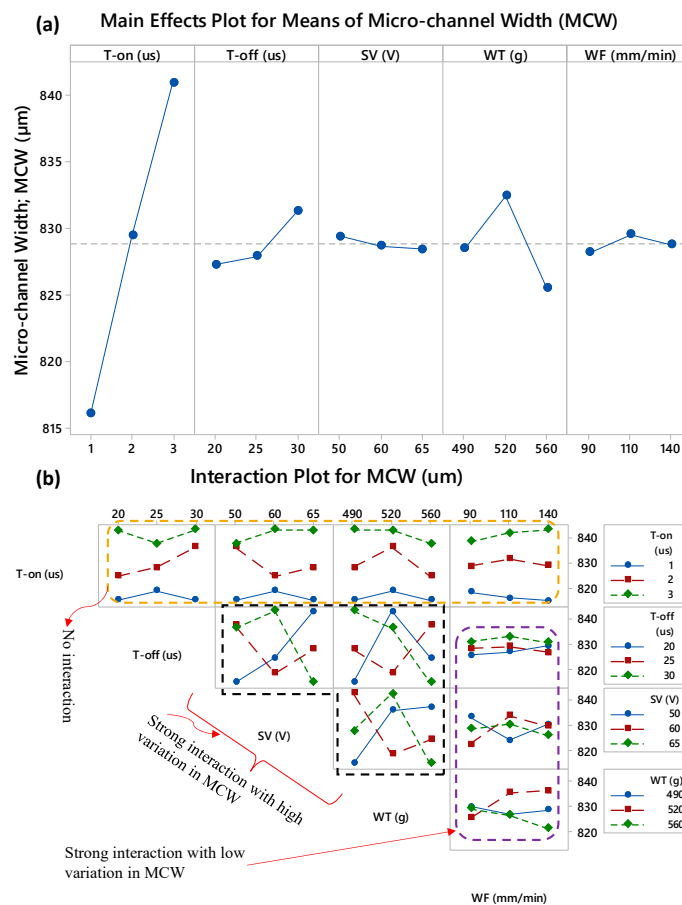 (a)
Main Effects Plot for Means of Micro-channel Width (MCW)
T-on (us) T-off (us) SV (V) WT (g) WF (mm/min)
Micro-channel Width; MCW (µm)
840
835
830
825
820
815
1 2 3 20 25 30 50 60 65 490 520 560 90 110 140
(b)
Interaction Plot for MCW (um)
20 25 30 50 60 65 490 520 560 90 110 140
T-on (us)
840
830
820
T-on
(us)
1
2
3
No interaction
T-off (us)
840
830
820
T-off
(us)
20
25
30
Strong interaction with high
variation in MCW
SV (V)
840
830
820
SV (V)
50
60
65
WT (g)
840
830
820
WT (g)
490
520
560
Strong interaction with low
variation in MCW
WF (mm/min)